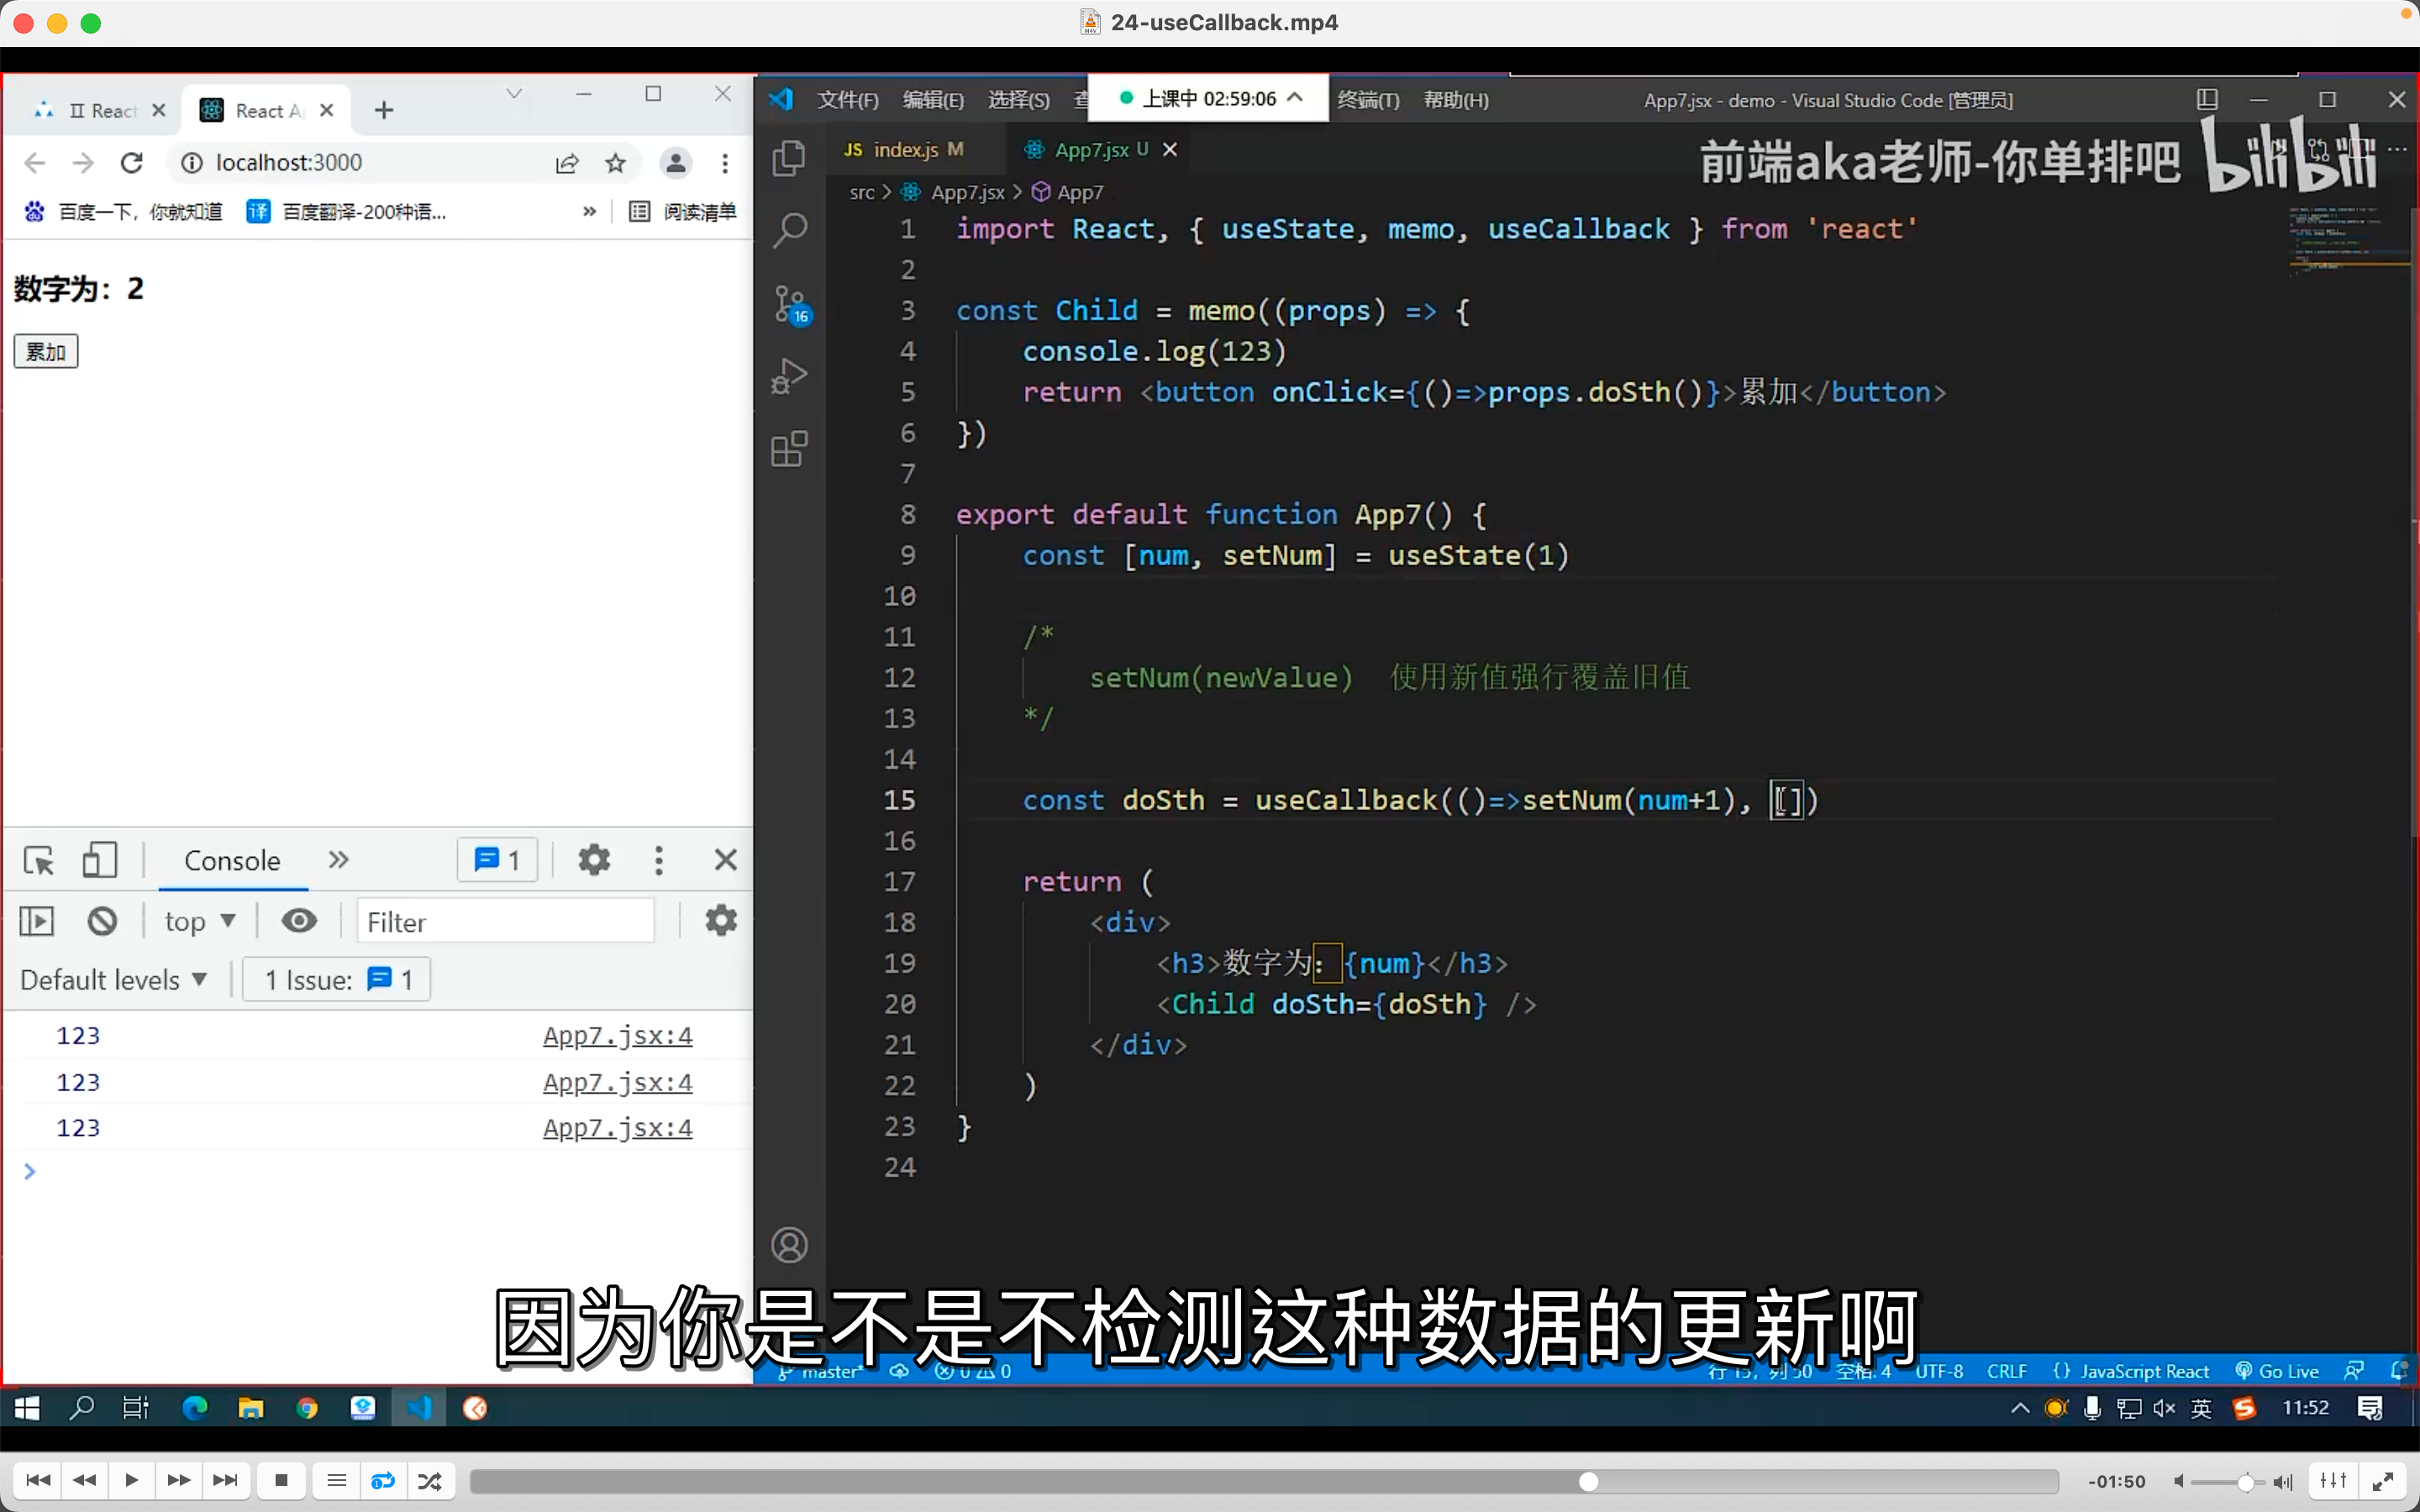 24-useCallback.mp4
React
React A
localhost:3000
百度一下，你就知道
译
百度翻译-200种语...
»
阅读清单
数字为：2
累加
Console
»
1
top
Filter
Default levels
1 Issue:
1
123
App7.jsx:4
123
App7.jsx:4
123
App7.jsx:4
文件(F)
编辑(E)
选择(S)
查
上课中 02:59:06
终端(T)
帮助(H)
App7.jsx - demo - Visual Studio Code [管理员]
JS index.js M
App7.jsx U
前端aka老师-你单排吧
bilibili
src > App7.jsx > App7
16
1 import React, { useState, memo, useCallback } from 'react'
2
3 const Child = memo((props) => {
4 console.log(123)
5 return <button onClick={()=>props.doSth()}>累加</button>
6 })
7
8 export default function App7() {
9 const [num, setNum] = useState(1)
10
11 /*
12 setNum(newValue) 使用新值强行覆盖旧值
13 */
14
15 const doSth = useCallback(()=>setNum(num+1), [])
16
17 return (
18 <div>
19 <h3>数字为：{num}</h3>
20 <Child doSth={doSth} />
21 </div>
22 )
23 }
24
因为你是不是不检测这种数据的更新啊
master*
0
0
行 15，列 50
空格: 4
UTF-8
CRLF
{} JavaScript React
Go Live
英
11:52
-01:50